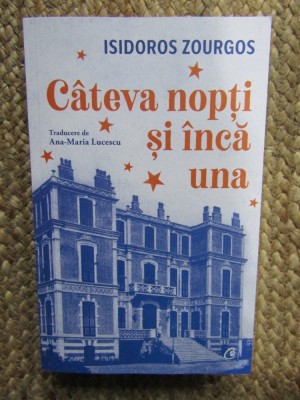 ISIDOROS ZOURGOS
Câteva nopți
și încă
una
Traducere de
Ana-Maria Lucescu